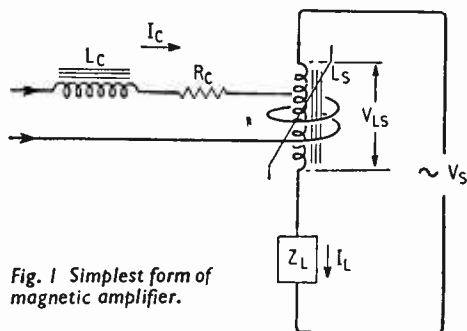 I_C
L_C
R_C
L_S
V_LS
~ V_S
Z_L
I_L
Fig. 1 Simplest form of
magnetic amplifier.